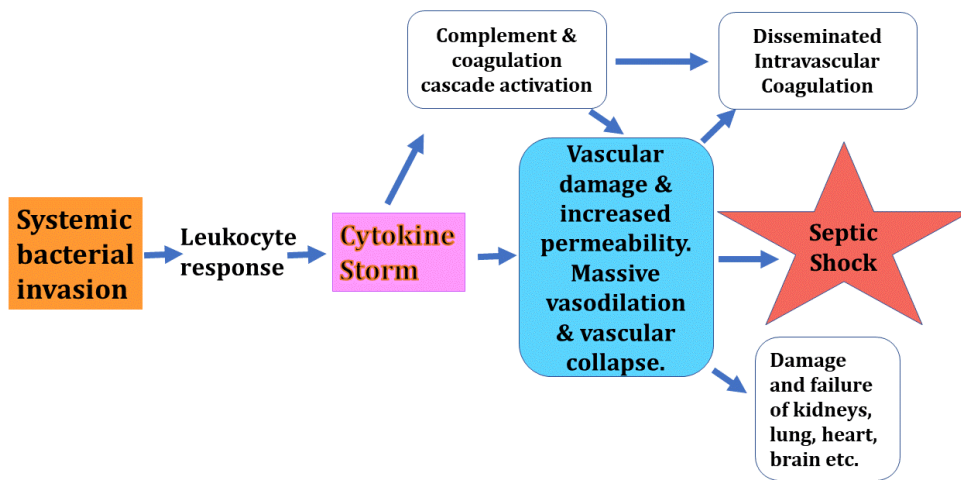 Systemic
bacterial
invasion
Leukocyte
response
Cytokine
Storm
Complement &
coagulation
cascade activation
Disseminated
Intravascular
Coagulation
Vascular
damage &
increased
permeability.
Massive
vasodilation
& vascular
collapse.
Septic
Shock
Damage
and failure
of kidneys,
lung, heart,
brain etc.